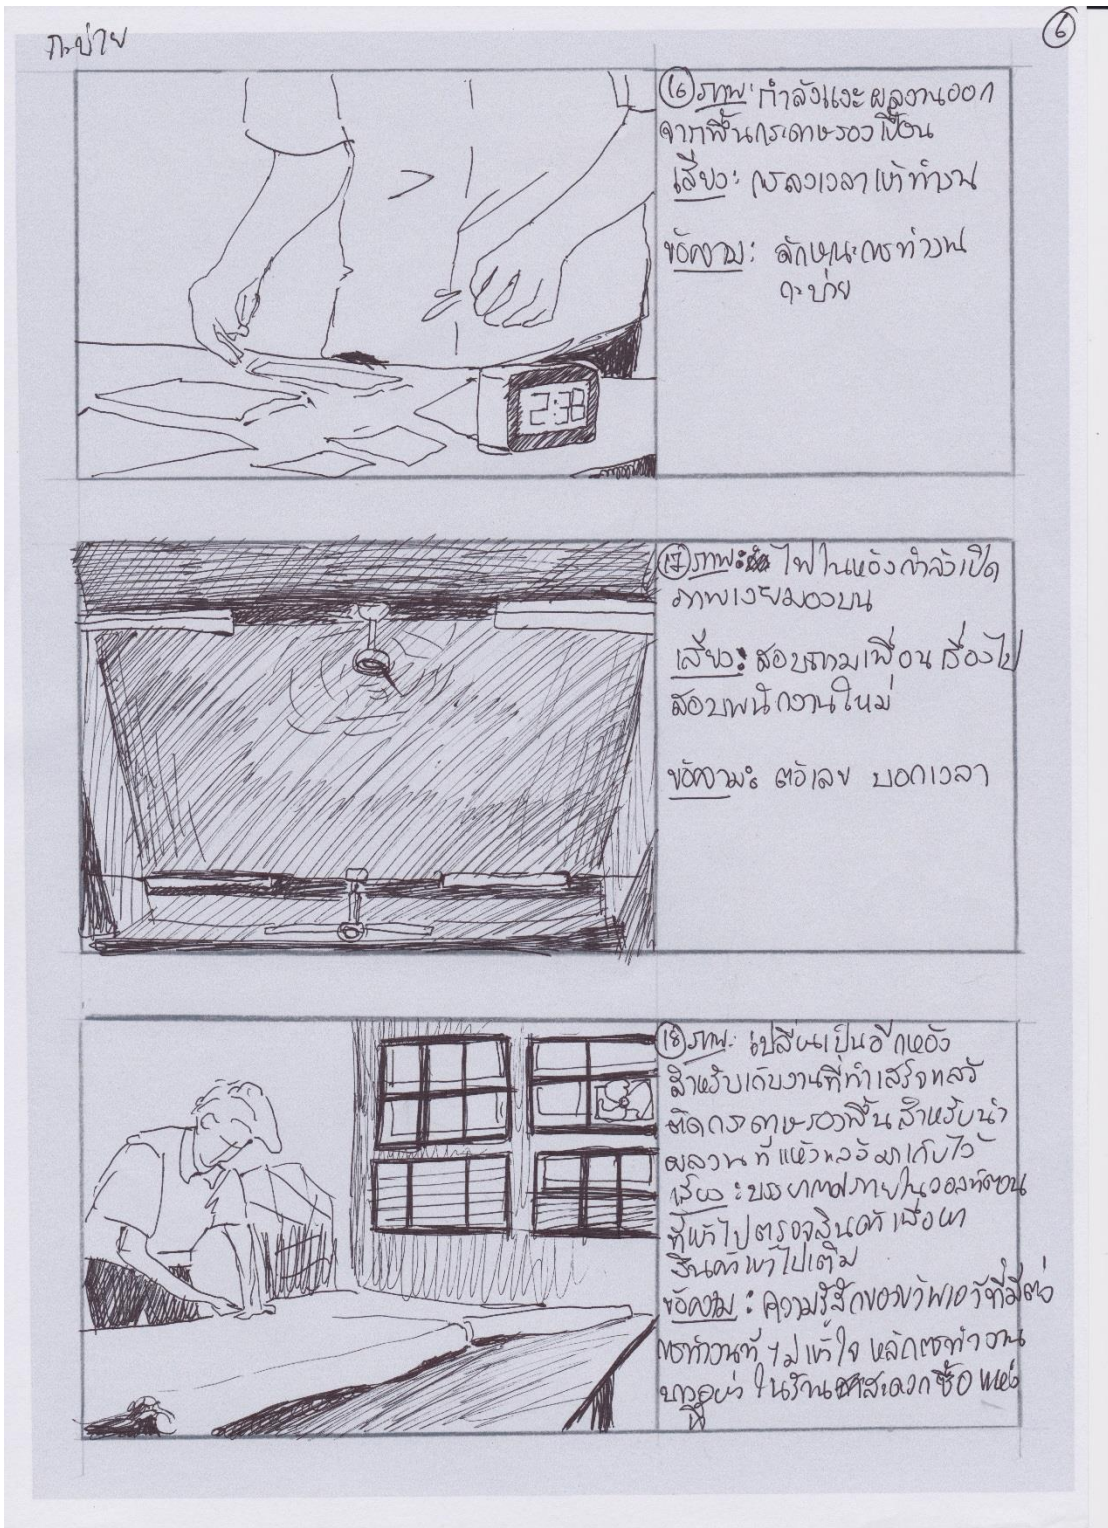 กะบ่าย
6
16 ภาพ: กำลังแงะผลงานออก
จากพื้นกระดาษรองเปื้อน
เสียง: การลงเวลาเข้าทำงาน
ข้อความ: ลักษณะการทำงาน
กะบ่าย
2:38
17 ภาพ: ไฟในห้องกำลังเปิด
ภาพเงยมองบน
เสียง: สอบถามเพื่อนเรื่องไป
สอบพนักงานใหม่
ข้อความ: ตัวเลข บอกเวลา
18 ภาพ: เปลี่ยนเป็นอีกห้อง
สำหรับเก็บงานที่ทำเสร็จแล้ว
ติดกระดาษรองพื้นสำหรับนำ
ผลงานที่แห้งแล้วมาเก็บไว้
เสียง: บรรยากาศภายในวอล์คตอน
ที่เข้าไปตรวจสินค้าเพื่อหา
สินค้าเข้าไปเติม
ข้อความ: ความรู้สึกของข้าพเจ้าที่มีต่อ
การทำงานที่ไม่เข้าใจ หลักการทำงาน
บางอย่าง ในร้านสะดวกซื้อแห่ง
นี้